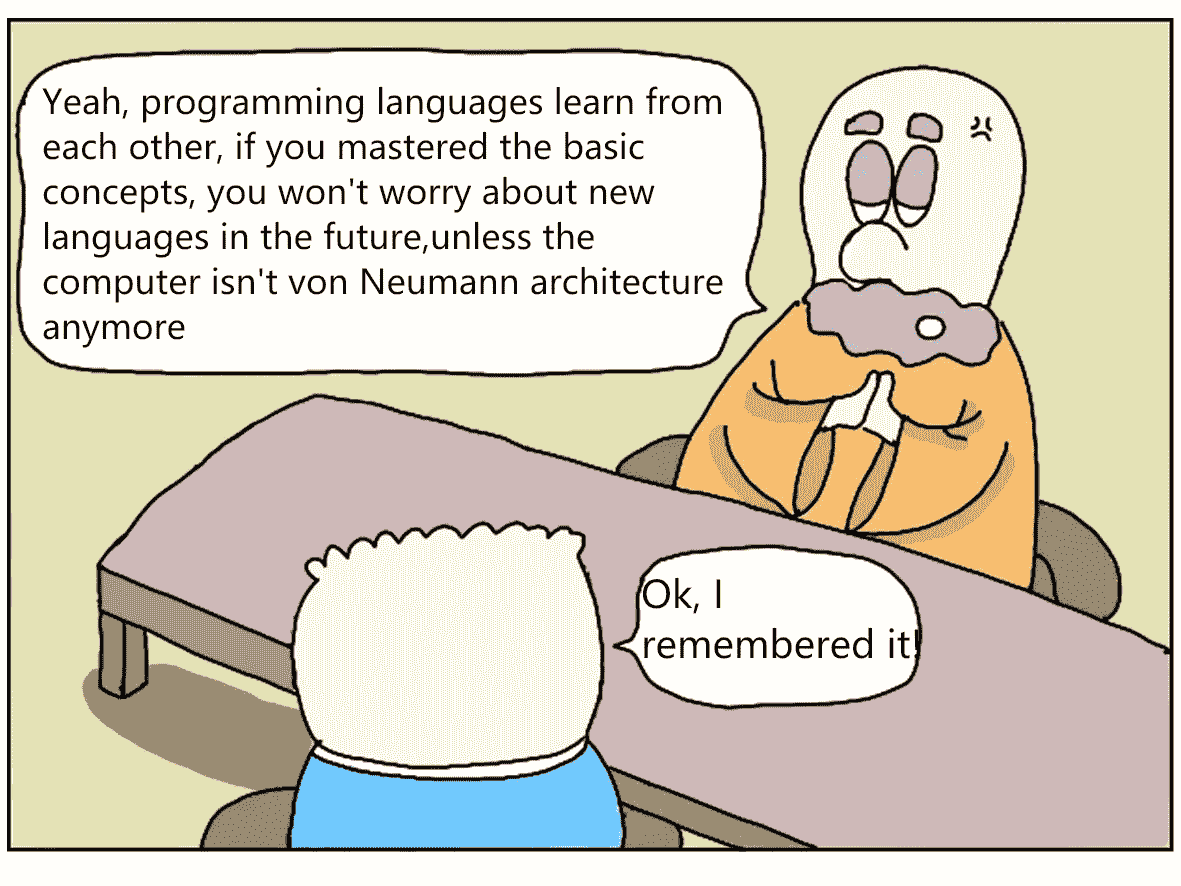 Yeah, programming languages learn from
each other, if you mastered the basic
concepts, you won't worry about new
languages in the future,unless the
computer isn't von Neumann architecture
anymore
Ok, I
remembered it!